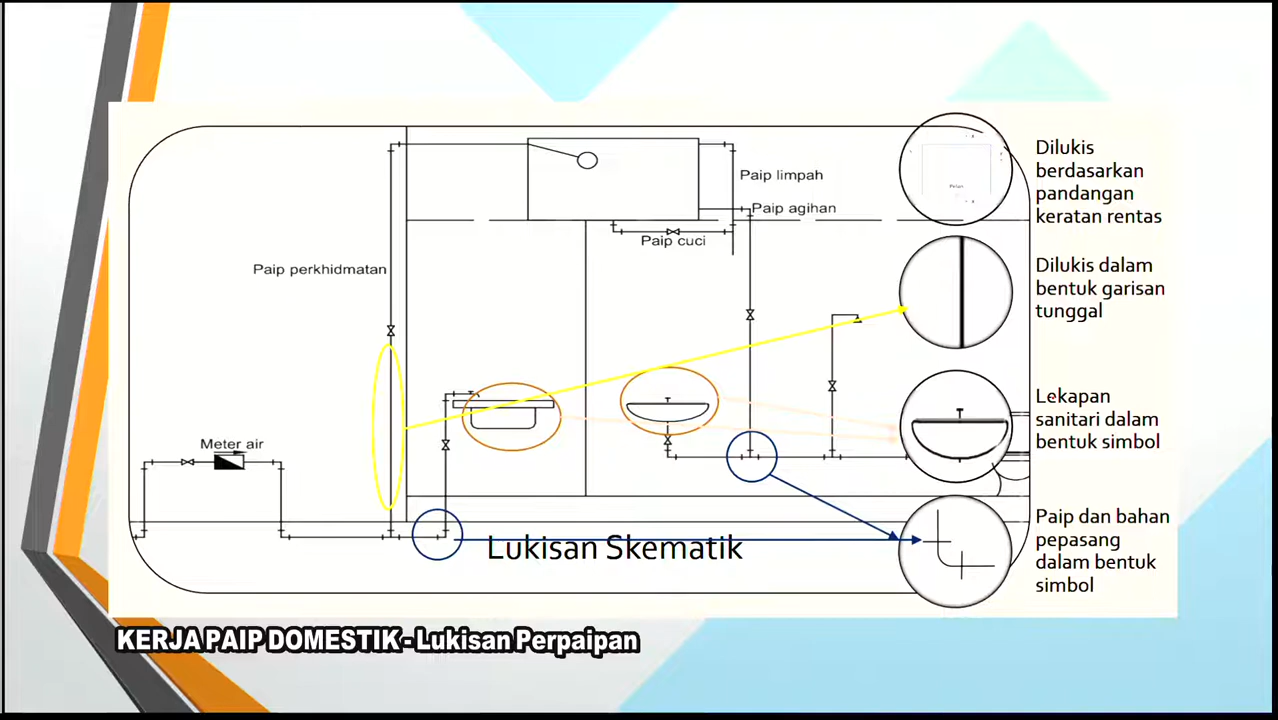 Dilukis
berdasarkan
pandangan
keratan rentas
Paip limpah
Paip agihan
Paip cuci
Paip perkhidmatan
Dilukis dalam
bentuk garisan
tunggal
Lekapan
sanitari dalam
bentuk simbol
Meter air
Paip dan bahan
pepasang
dalam bentuk
simbol
Lukisan Skematik
KERJA PAIP DOMESTIK - Lukisan Perpaipan